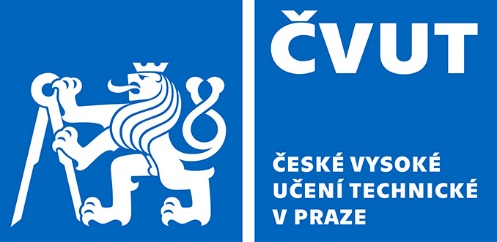 ČVUT
ČESKÉ VYSOKÉ
UČENÍ TECHNICKÉ
V PRAZE